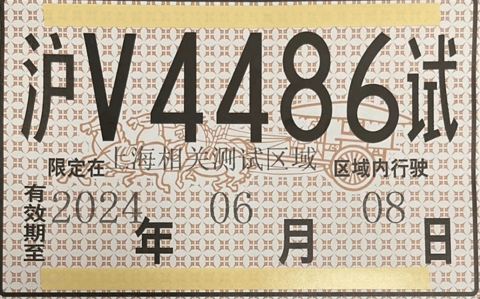 沪V4486试
限定在上海相关测试区域 区域内行驶
有效期至 2024 年 06 月 08 日